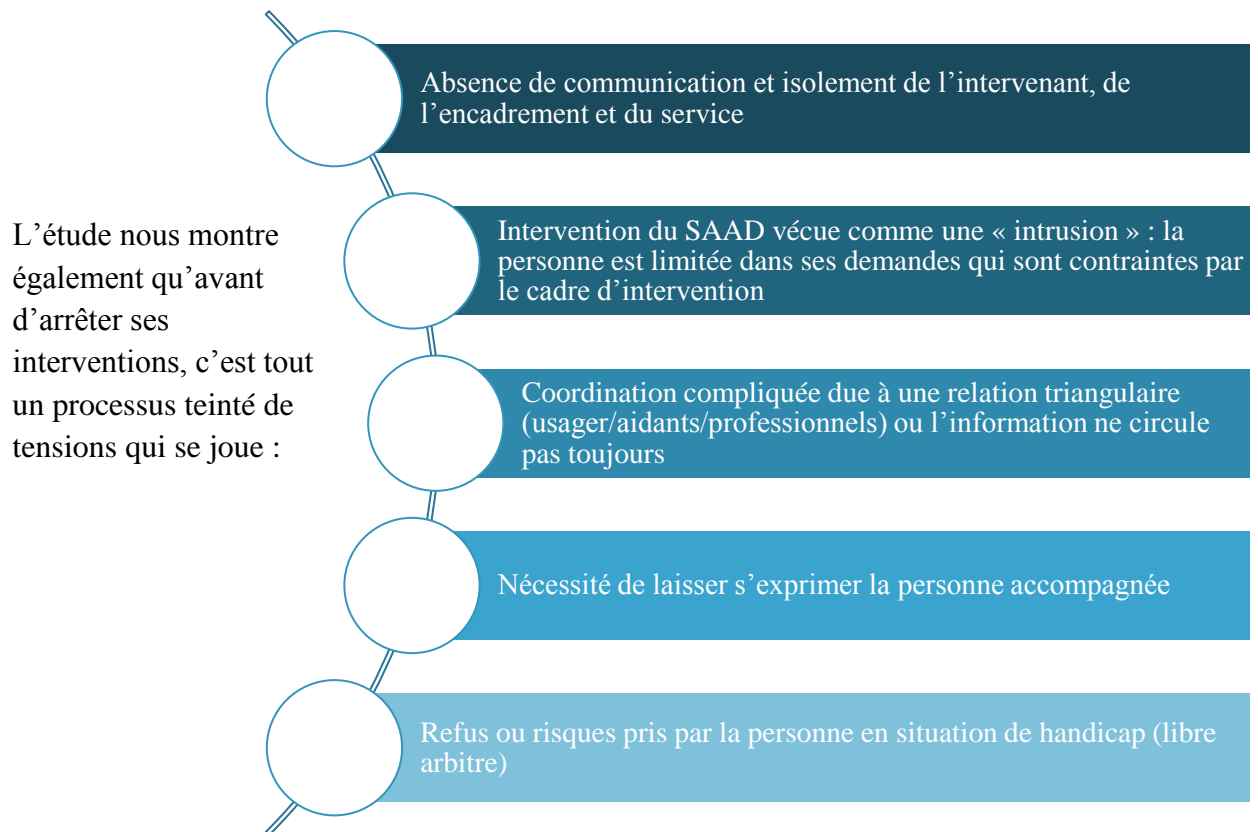 L’étude nous montre
également qu’avant
d’arrêter ses
interventions, c’est tout
un processus teinté de
tensions qui se joue :
Absence de communication et isolement de l’intervenant, de
l’encadrement et du service
Intervention du SAAD vécue comme une « intrusion » : la
personne est limitée dans ses demandes qui sont contraintes par
le cadre d’intervention
Coordination compliquée due à une relation triangulaire
(usager/aidants/professionnels) ou l’information ne circule
pas toujours
Nécessité de laisser s’exprimer la personne accompagnée
Refus ou risques pris par la personne en situation de handicap (libre
arbitre)